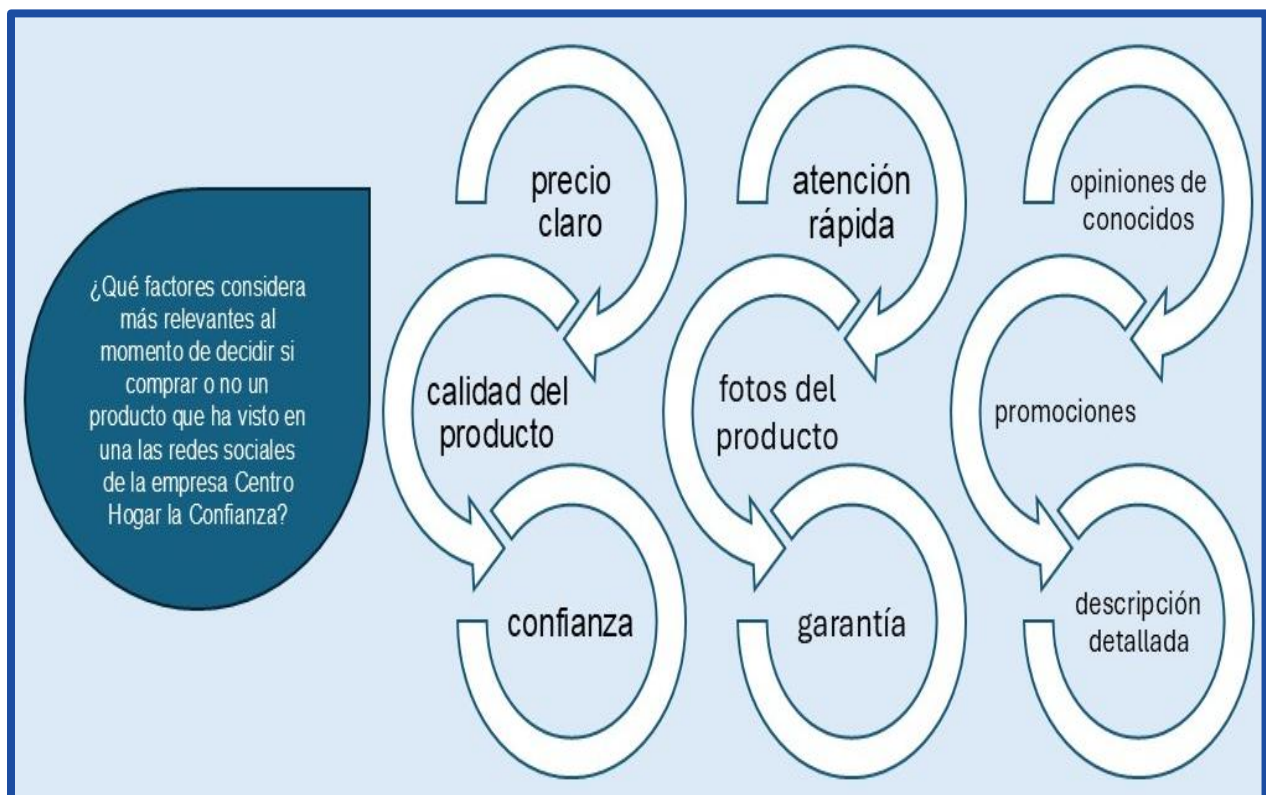 ¿Qué factores considera
más relevantes al
momento de decidir si
comprar o no un
producto que ha visto en
una las redes sociales
de la empresa Centro
Hogar la Confianza?
precio
claro
calidad del
producto
confianza
atención
rápida
fotos del
producto
garantía
opiniones de
conocidos
promociones
descripción
detallada